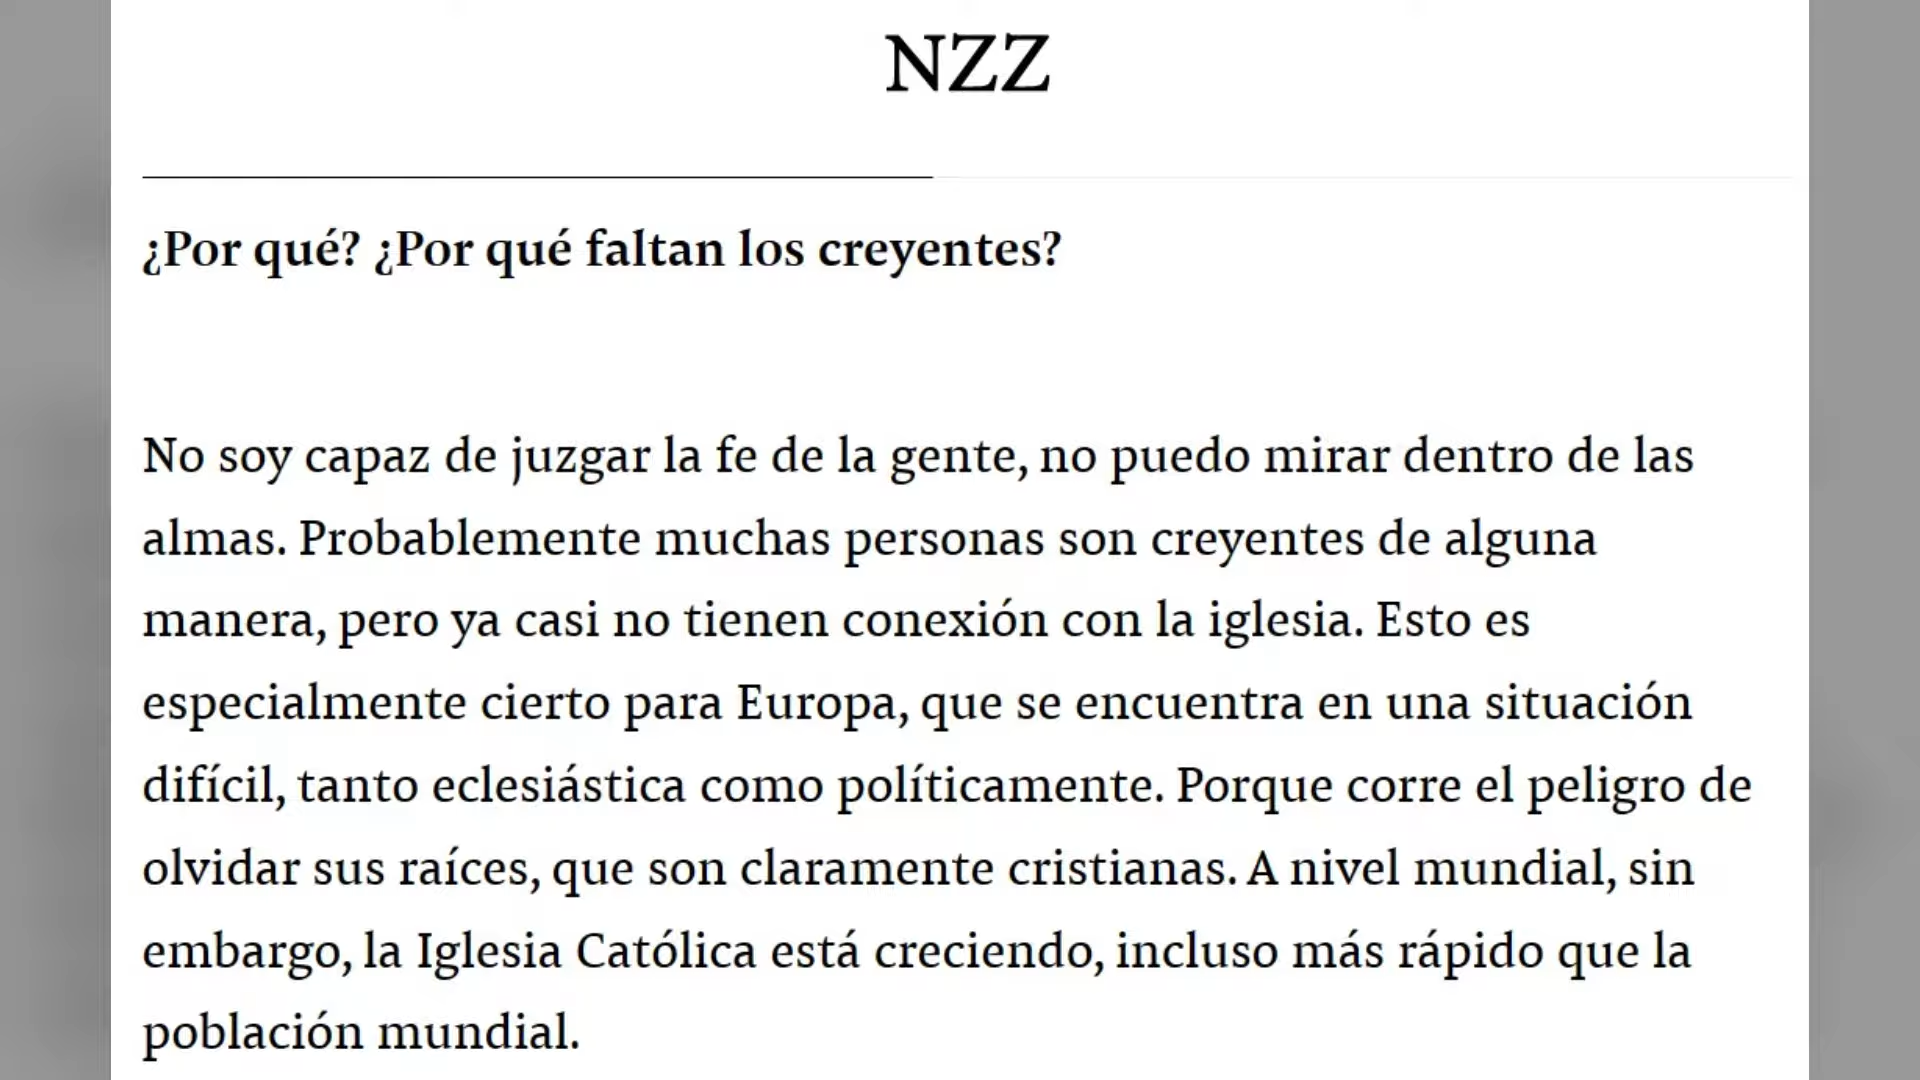 NZZ
¿Por qué? ¿Por qué faltan los creyentes?
No soy capaz de juzgar la fe de la gente, no puedo mirar dentro de las
almas. Probablemente muchas personas son creyentes de alguna
manera, pero ya casi no tienen conexión con la iglesia. Esto es
especialmente cierto para Europa, que se encuentra en una situación
difícil, tanto eclesiástica como políticamente. Porque corre el peligro de
olvidar sus raíces, que son claramente cristianas. A nivel mundial, sin
embargo, la Iglesia Católica está creciendo, incluso más rápido que la
población mundial.